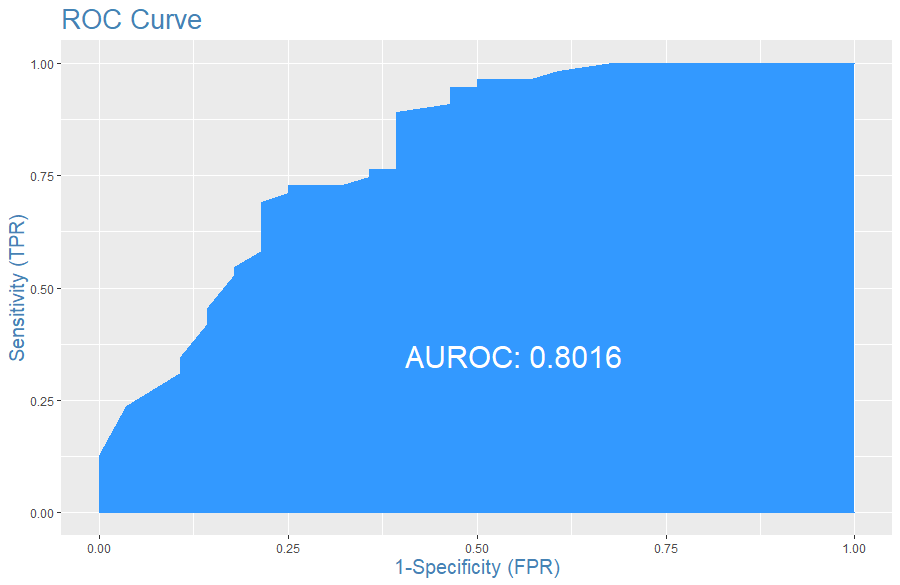 ROC Curve
1.00
0.75
0.50
0.25
0.00
Sensitivity (TPR)
AUROC: 0.8016
0.00 0.25 0.50 0.75 1.00
1-Specificity (FPR)